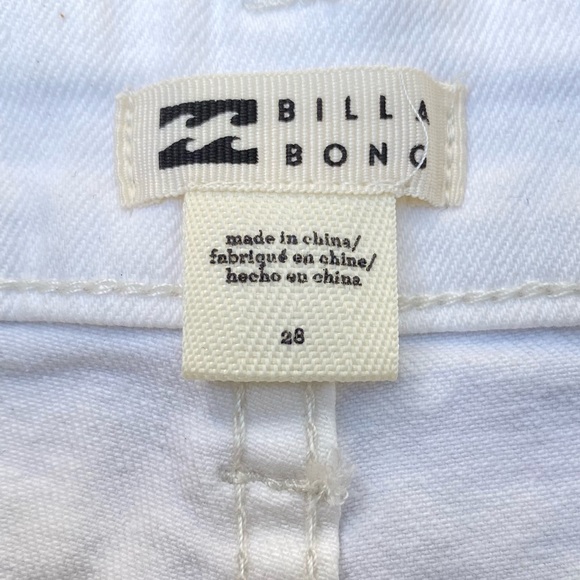 BILLA
BONG
made in china/
fabriqué en chine/
hecho en china
28